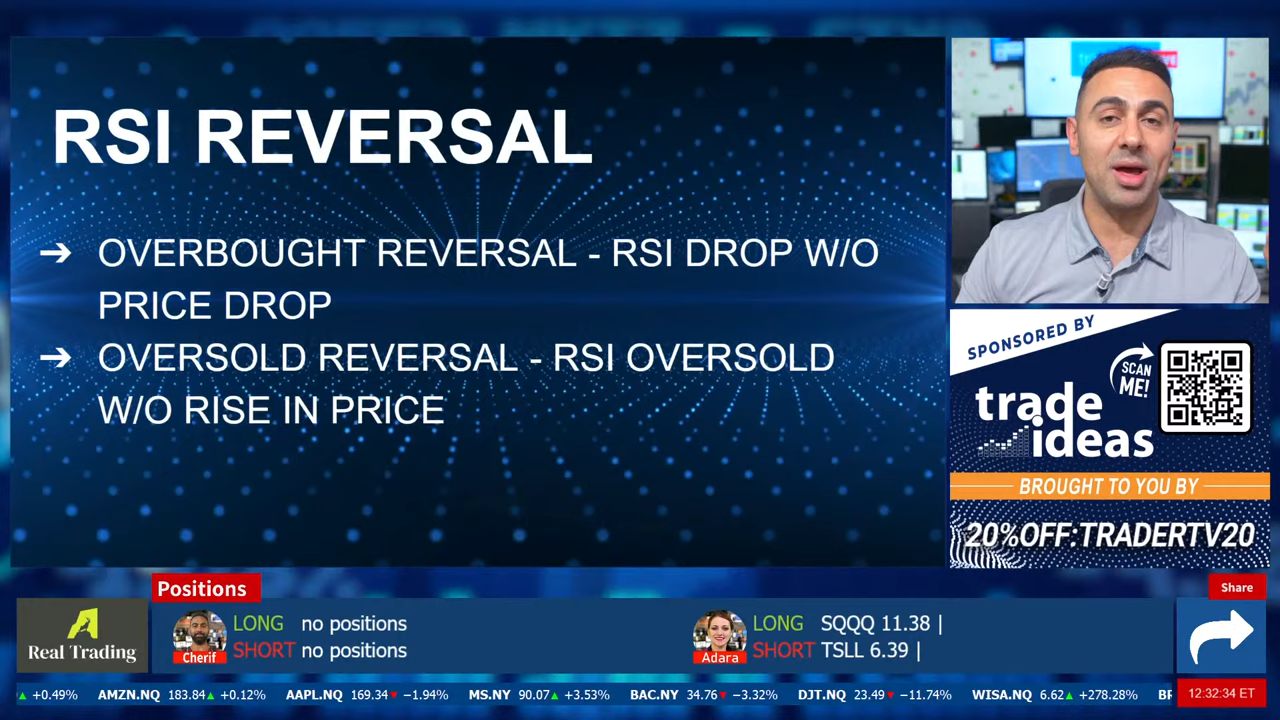 RSI REVERSAL
➔ OVERBOUGHT REVERSAL - RSI DROP W/O
PRICE DROP
➔ OVERSOLD REVERSAL - RSI OVERSOLD
W/O RISE IN PRICE
SPONSORED BY
SCAN
ME!
trade
ideas
BROUGHT TO YOU BY
20%OFF:TRADERTV20
Positions
Share
Real Trading
Cherif
LONG no positions
SHORT no positions
Adara
LONG SQQQ 11.38 |
SHORT TSLL 6.39 |
▲ +0.49% AMZN.NQ 183.84▲ +0.12% AAPL.NQ 169.34▼ −1.94% MS.NY 90.07▲ +3.53% BAC.NY 34.76▼ −3.32% DJT.NQ 23.49▼ −11.74% WISA.NQ 6.62▲ +278.28%
12:32:34 ET